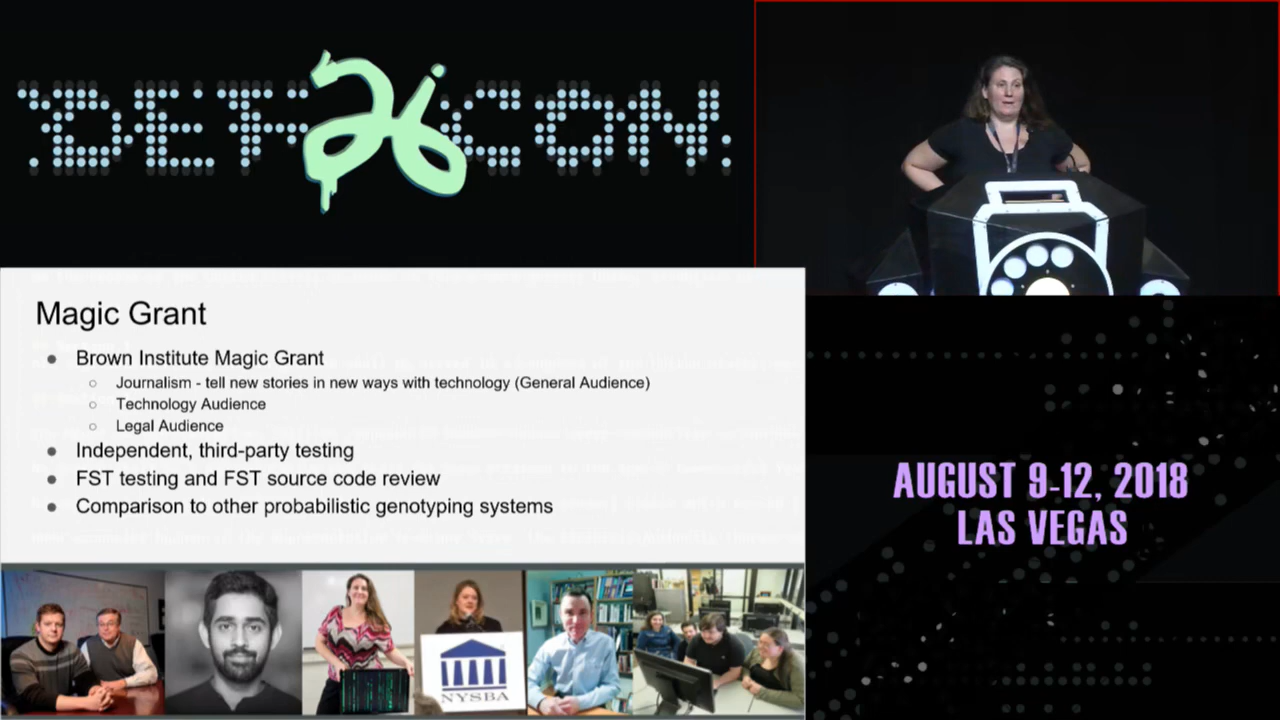 DEF CON
26
Magic Grant
Brown Institute Magic Grant
Journalism - tell new stories in new ways with technology (General Audience)
Technology Audience
Legal Audience
Independent, third-party testing
FST testing and FST source code review
Comparison to other probabilistic genotyping systems
NYSBA
AUGUST 9-12, 2018
LAS VEGAS